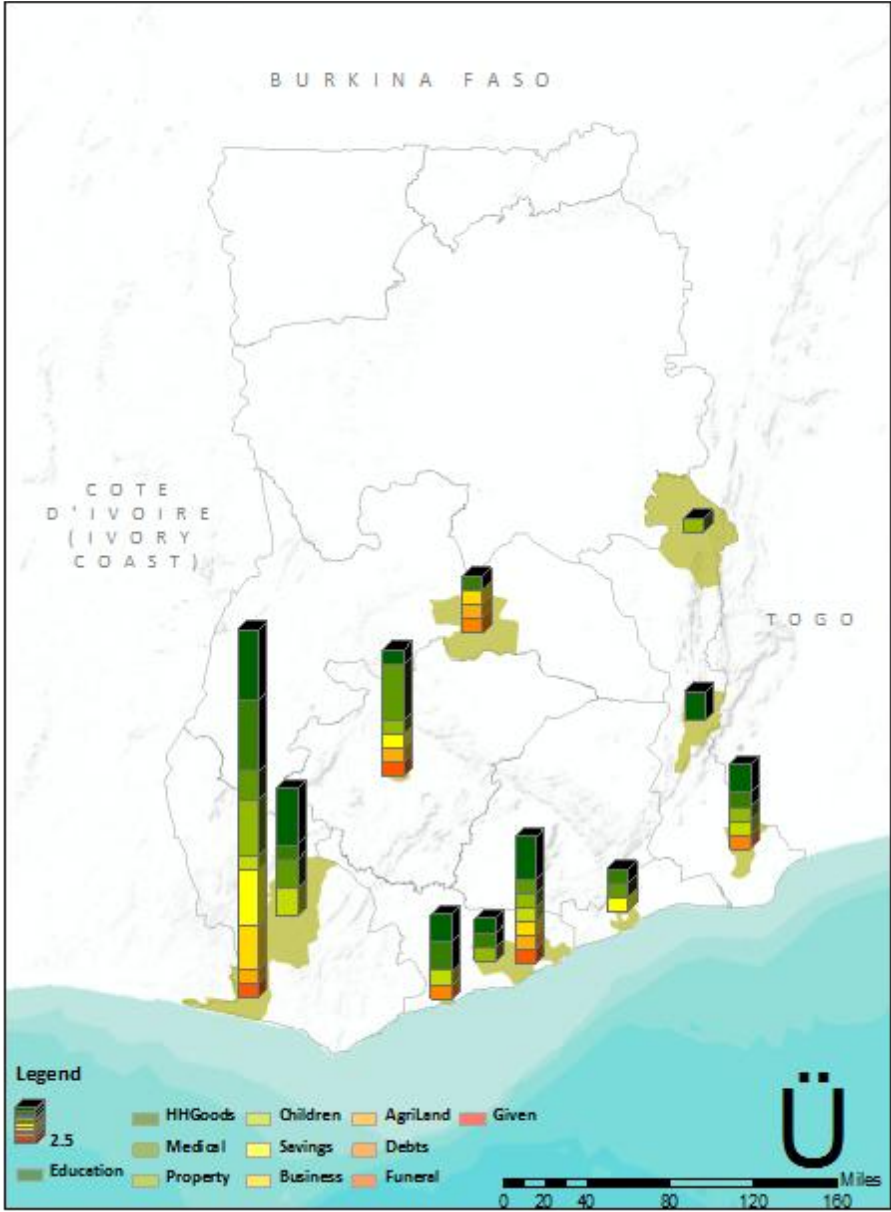 BURKINA FASO
COTE
D'IVOIRE
(IVORY
COAST)
TOGO
Legend
2.5
Education
HHGoods
Medical
Property
Children
Savings
Business
AgriLand
Debts
Funeral
Given
Ü
Miles
0 20 40 80 120 160